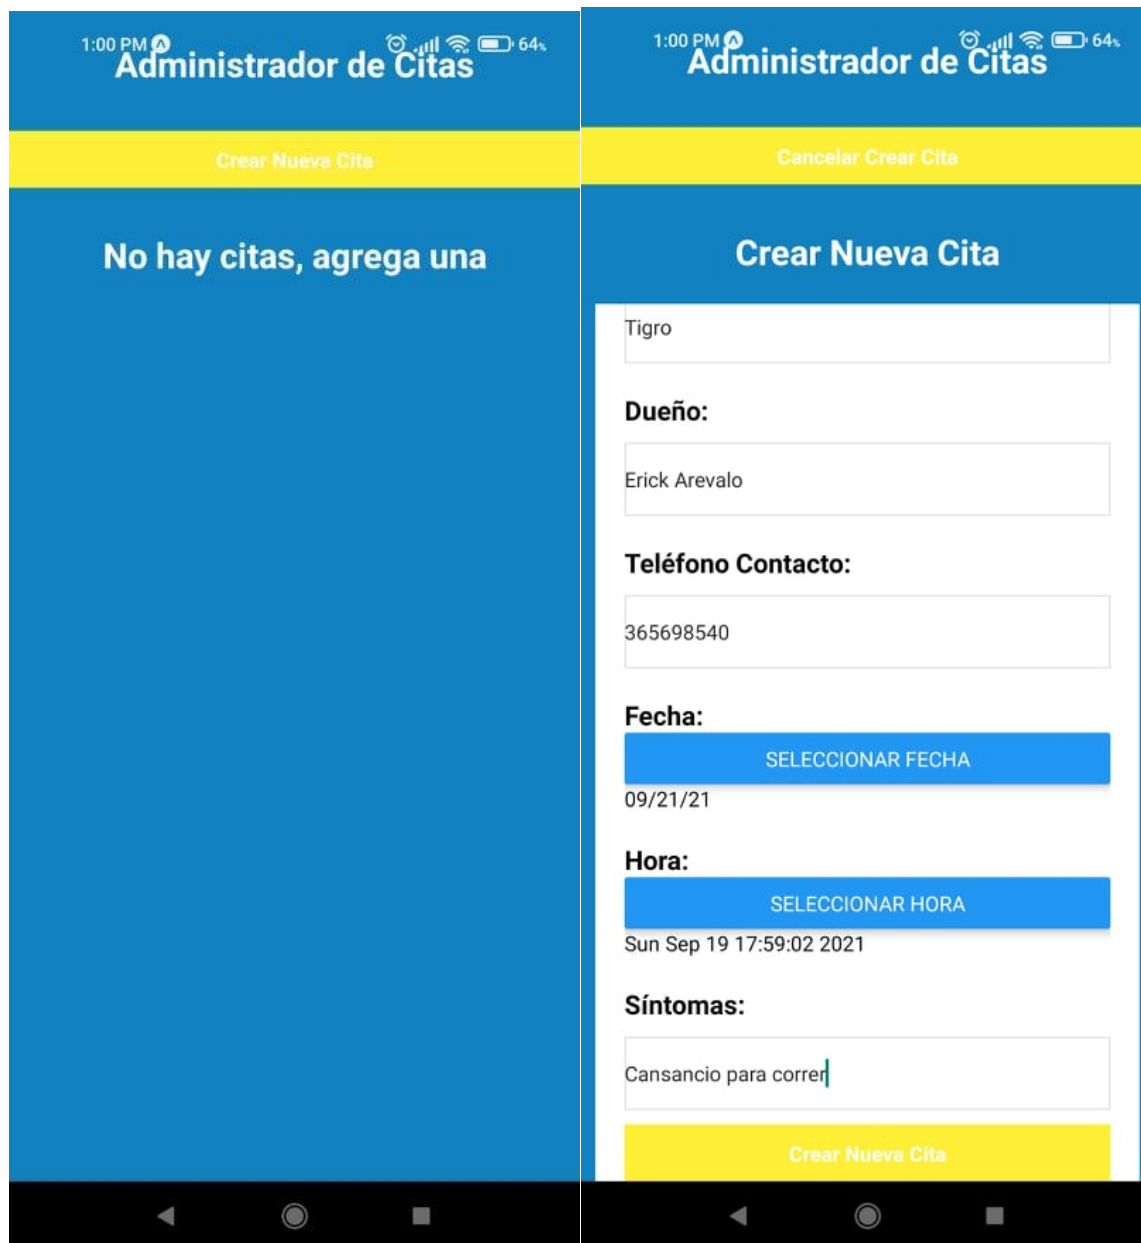 1:00 PM 64%
Administrador de Citas
Crear Nueva Cita
No hay citas, agrega una
1:00 PM 64%
Administrador de Citas
Cancelar Crear Cita
Crear Nueva Cita
Tigro
Dueño:
Erick Arevalo
Teléfono Contacto:
365698540
Fecha:
SELECCIONAR FECHA
09/21/21
Hora:
SELECCIONAR HORA
Sun Sep 19 17:59:02 2021
Síntomas:
Cansancio para correr
Crear Nueva Cita